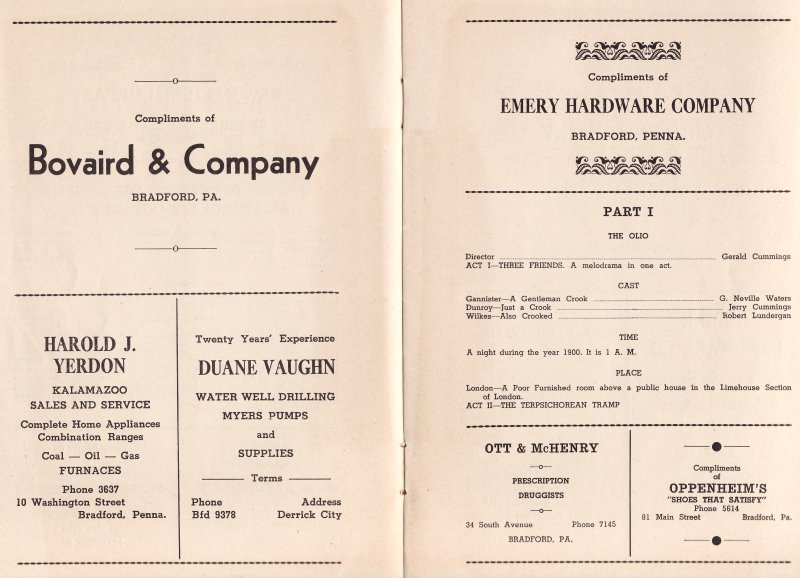 Compliments of
Bovaird & Company
BRADFORD, PA.
HAROLD J.
YERDON
KALAMAZOO
SALES AND SERVICE
Complete Home Appliances
Combination Ranges
Coal — Oil — Gas
FURNACES
Phone 3637
10 Washington Street
Bradford, Penna.
Twenty Years' Experience
DUANE VAUGHN
WATER WELL DRILLING
MYERS PUMPS
and
SUPPLIES
Terms
Phone Address
Bfd 9378 Derrick City
Compliments of
EMERY HARDWARE COMPANY
BRADFORD, PENNA.
PART I
THE OLIO
Director ........ Gerald Cummings
ACT I—THREE FRIENDS. A melodrama in one act.
CAST
Gannister—A Gentleman Crook ........ G. Neville Waters
Dunroy—Just a Crook ........ Jerry Cummings
Wilkes—Also Crooked ........ Robert Lundergan
TIME
A night during the year 1900. It is 1 A. M.
PLACE
London—A Poor Furnished room above a public house in the Limehouse Section
of London.
ACT II—THE TERPSICHOREAN TRAMP
OTT & McHENRY
PRESCRIPTION
DRUGGISTS
34 South Avenue Phone 7145
BRADFORD, PA.
Compliments
of
OPPENHEIM'S
"SHOES THAT SATISFY"
Phone 5614
81 Main Street Bradford, Pa.